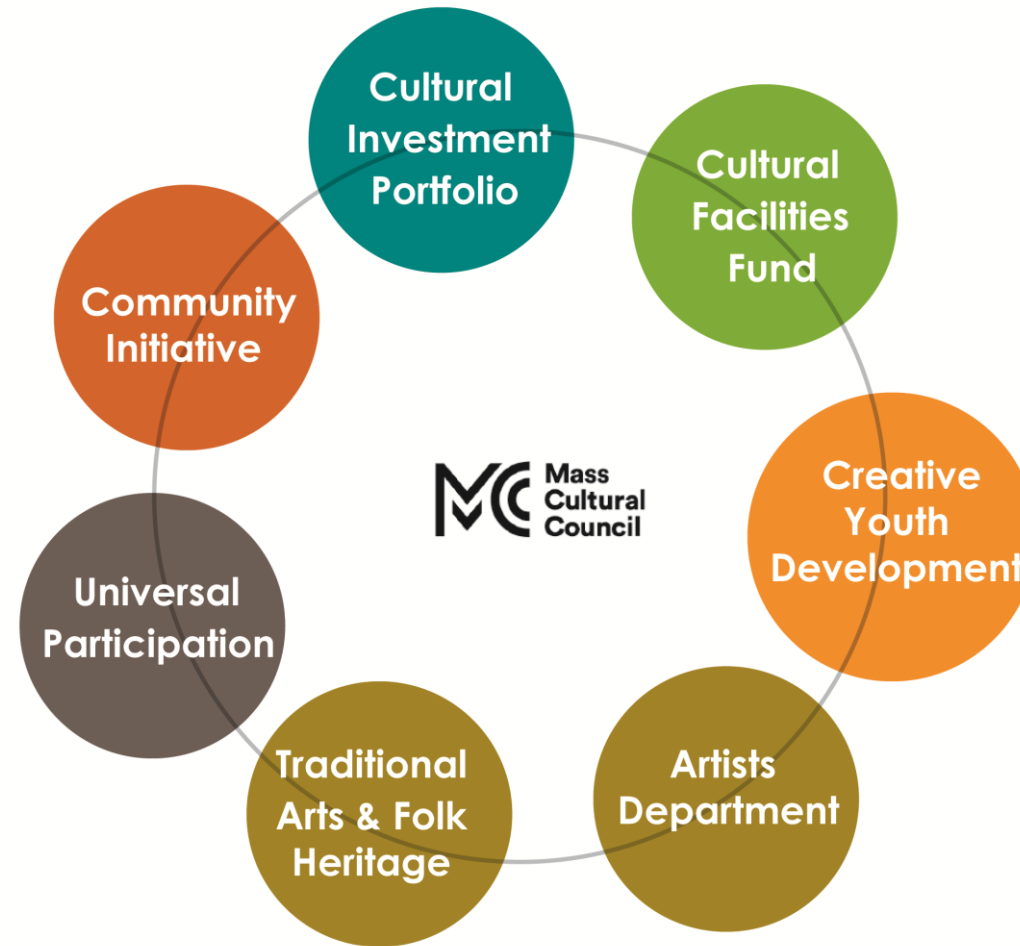 Cultural
Investment
Portfolio
Cultural
Facilities
Fund
Creative
Youth
Development
Artists
Department
Traditional
Arts & Folk
Heritage
Universal
Participation
Community
Initiative
MCC
Mass
Cultural
Council